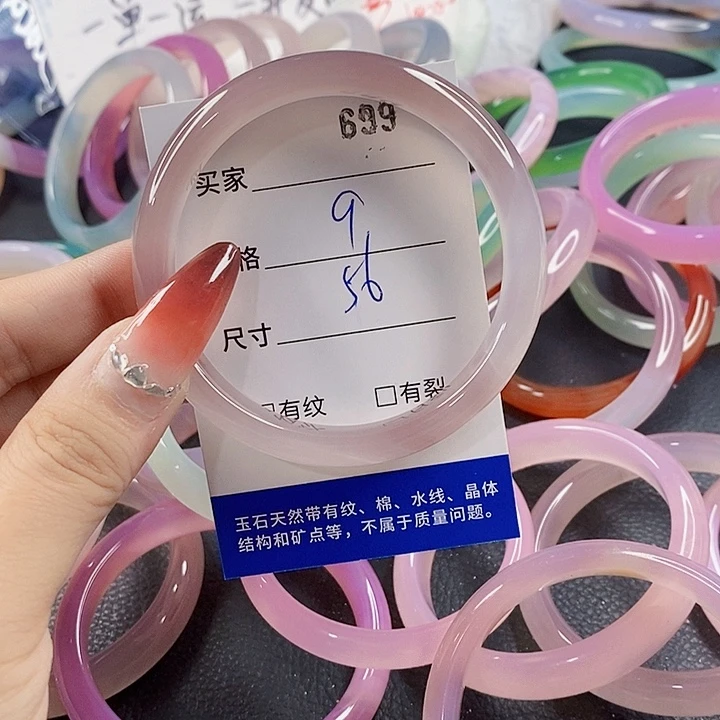 699
买家
9
格
56
尺寸
有纹 □有裂
玉石天然带有纹、棉、水线、晶体
结构和矿点等，不属于质量问题。